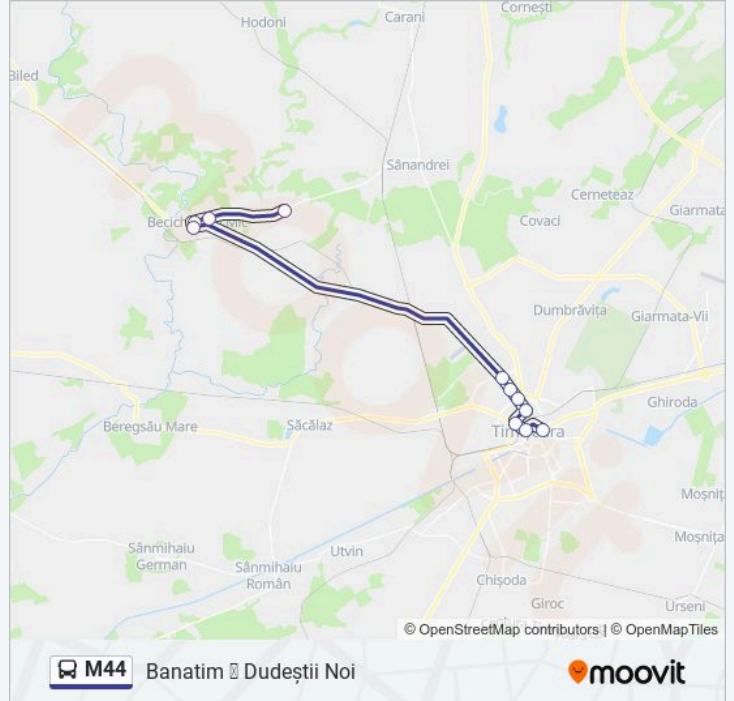 Cornești
Hodoni
Carani
Biled
Sânandrei
Cerneteaz
Giarmata
Covaci
Dumbrăvița
Giarmata-Vii
Ghiroda
Beregsău Mare
Săcălaz
Moșnița
Sânmihaiu
German
Utvin
Sânmihaiu
Român
Chișoda
Giroc
Urseni
© OpenStreetMap contributors | © OpenMapTiles
M44 Banatim Dudeștii Noi
moovit